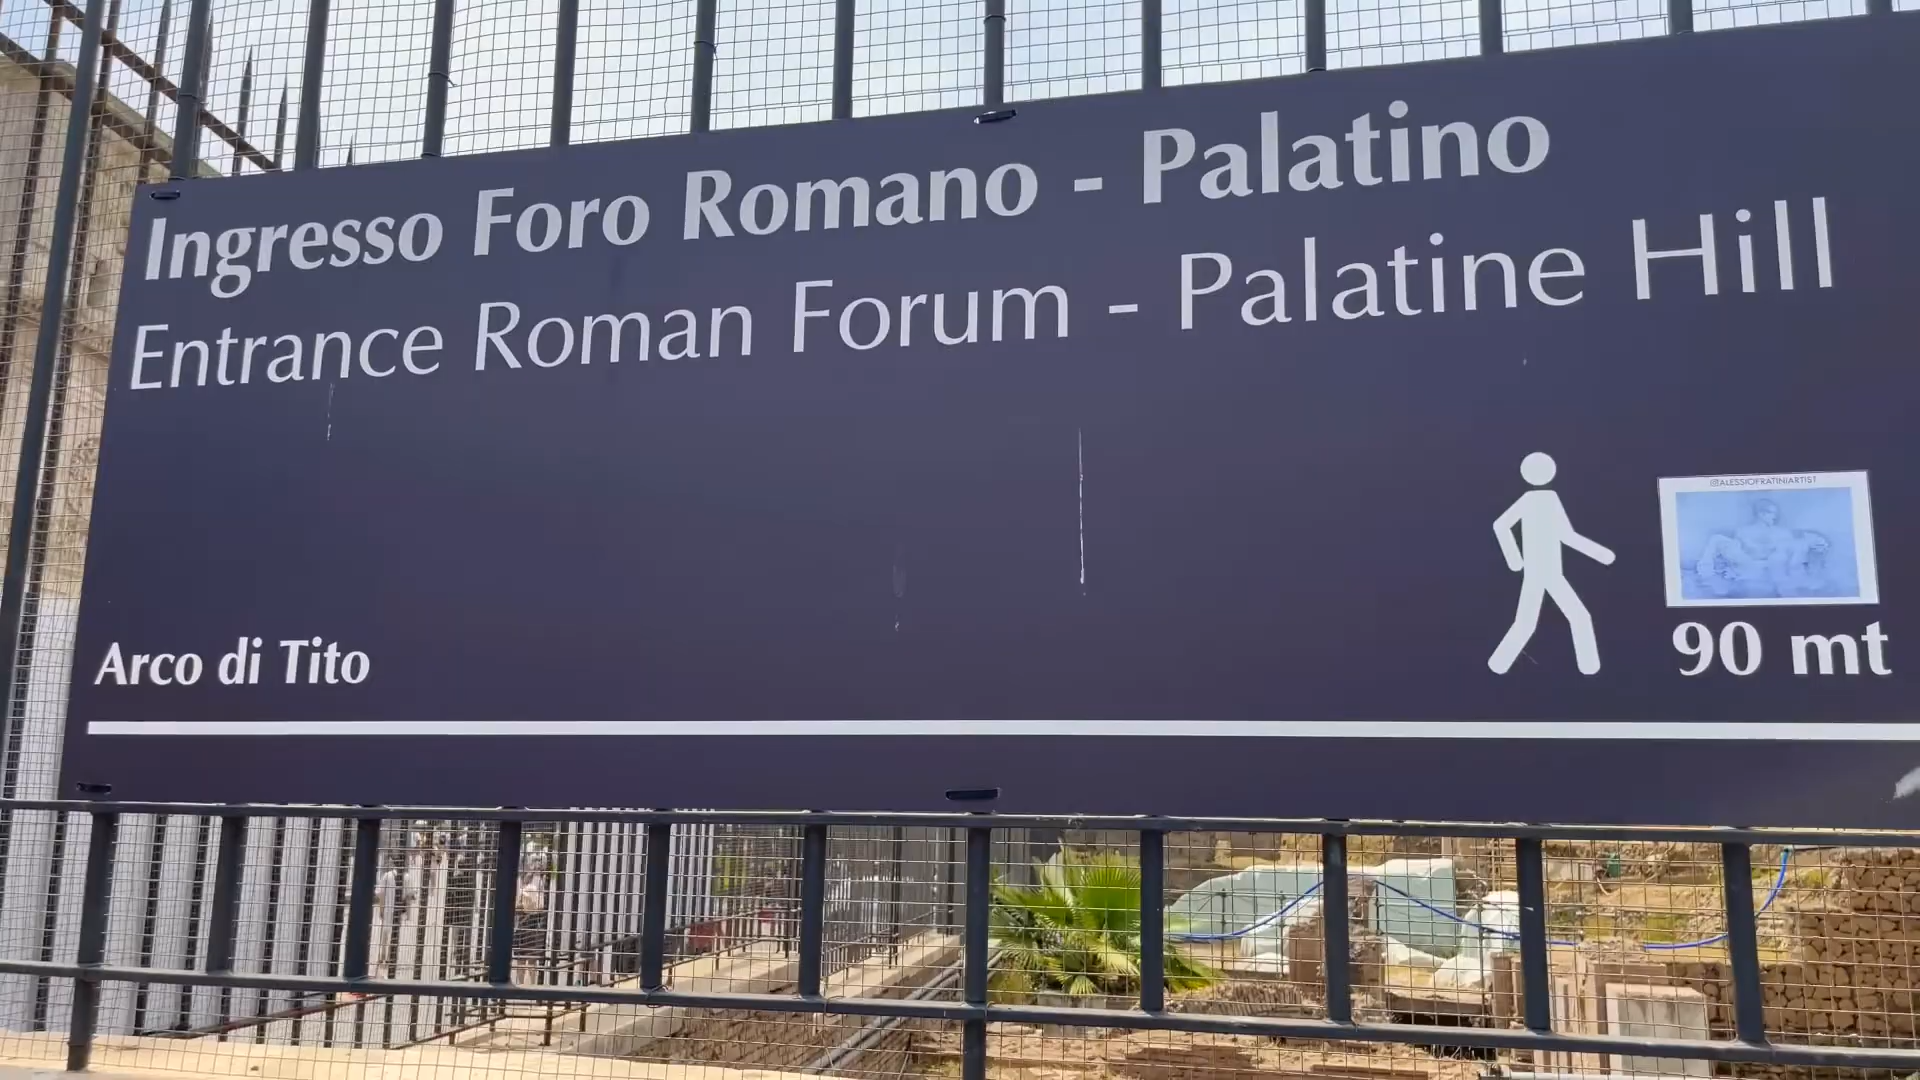 Ingresso Foro Romano - Palatino
Entrance Roman Forum - Palatine Hill
@ALESSIOFRATINIARTIST
90 mt
Arco di Tito